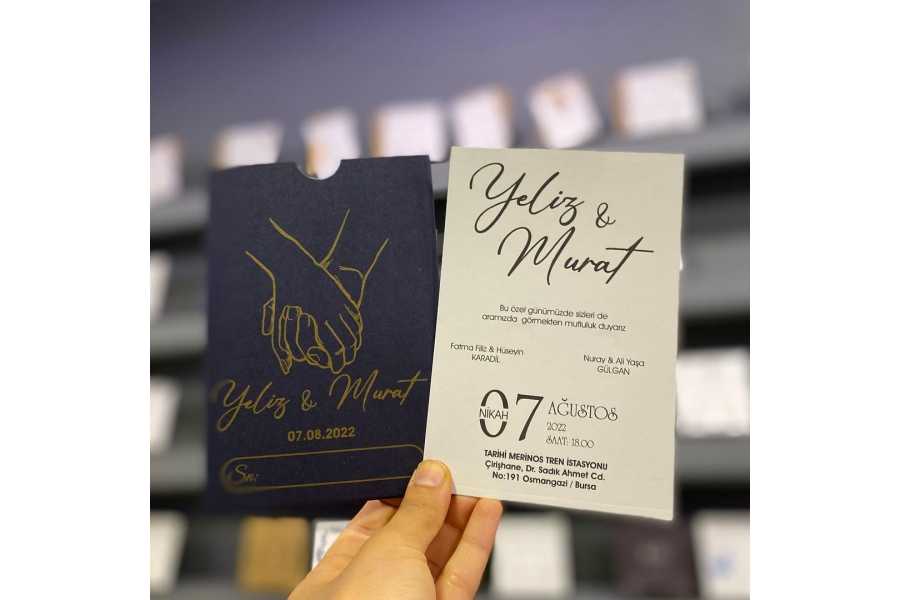 Yeliz & Murat
07.08.2022
Sn:
Yeliz &
Murat
Bu özel günümüzde sizleri de
aramızda görmekten mutluluk duyarız
Fatma Filiz & Hüseyin
KARADİL
Nuray & Ali Yaşa
GÜLGAN
NİKAH
07 AĞUSTOS
2022
SAAT: 18.00
TARİHİ MERİNOS TREN İSTASYONU
Çirişhane, Dr. Sadık Ahmet Cd.
No:191 Osmangazi / Bursa